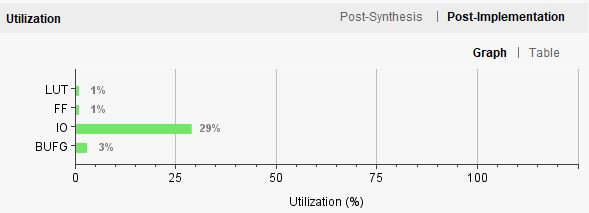 Utilization Post-Synthesis | Post-Implementation
Graph | Table
LUT 1%
FF 1%
IO 29%
BUFG 3%
0 25 50 75 100
Utilization (%)